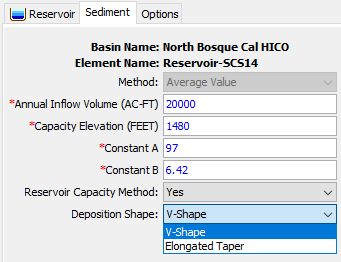 Reservoir Sediment Options
Basin Name: North Bosque Cal HICO
Element Name: Reservoir-SCS14
Method: Average Value
*Annual Inflow Volume (AC-FT) 20000
*Capacity Elevation (FEET) 1480
*Constant A 97
*Constant B 6.42
Reservoir Capacity Method: Yes
Deposition Shape: V-Shape
V-Shape
Elongated Taper